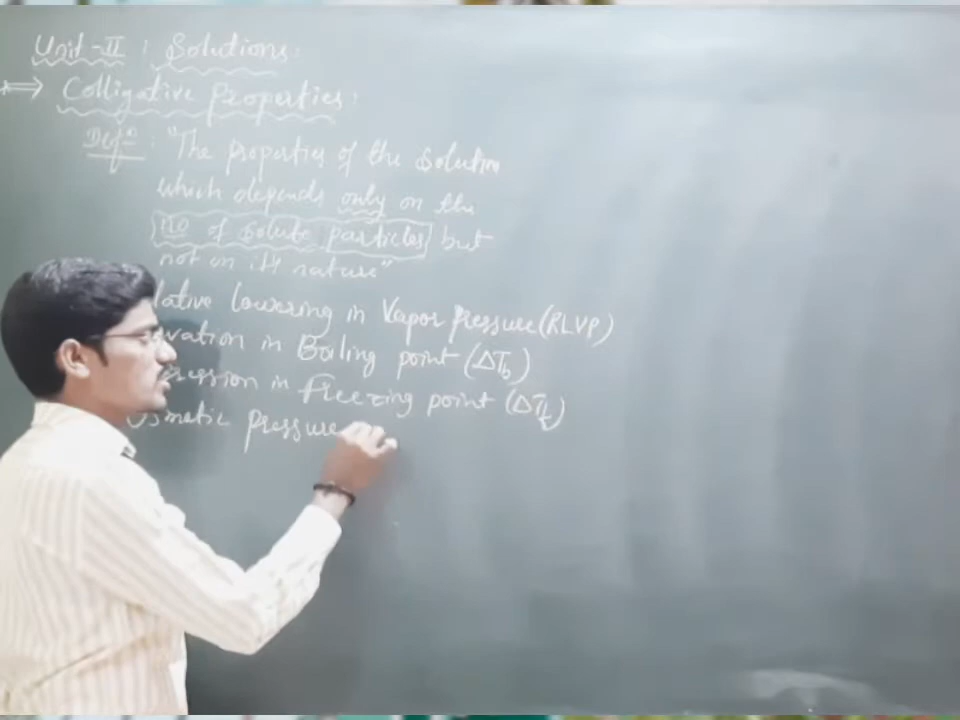 Unit-II : Solutions:
⇒ Colligative Properties:
Defn : "The properties of the solution
which depends only on the
no of solute particles but
not on its nature"
lative lowering in Vapor Pressure (RLVP)
vation in Boiling point (ΔTb)
ression in freezing point (ΔTf)
osmatic pressure